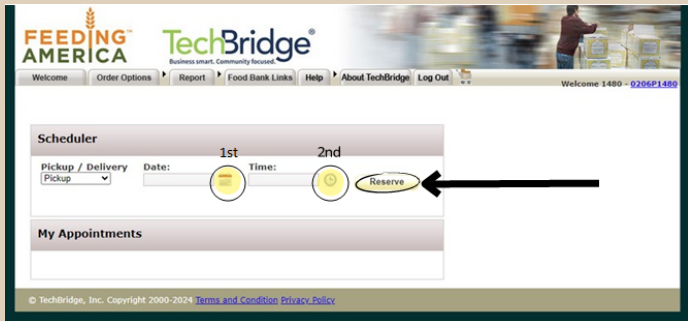 FEEDING™
AMERICA
TechBridge®
Business smart. Community focused.
Welcome Order Options Report Food Bank Links Help About TechBridge Log Out
Welcome 1480 - 0206P1480
Scheduler
1st 2nd
Pickup / Delivery Date: Time:
Pickup Reserve
My Appointments
© TechBridge, Inc. Copyright 2000-2024 Terms and Condition Privacy Policy